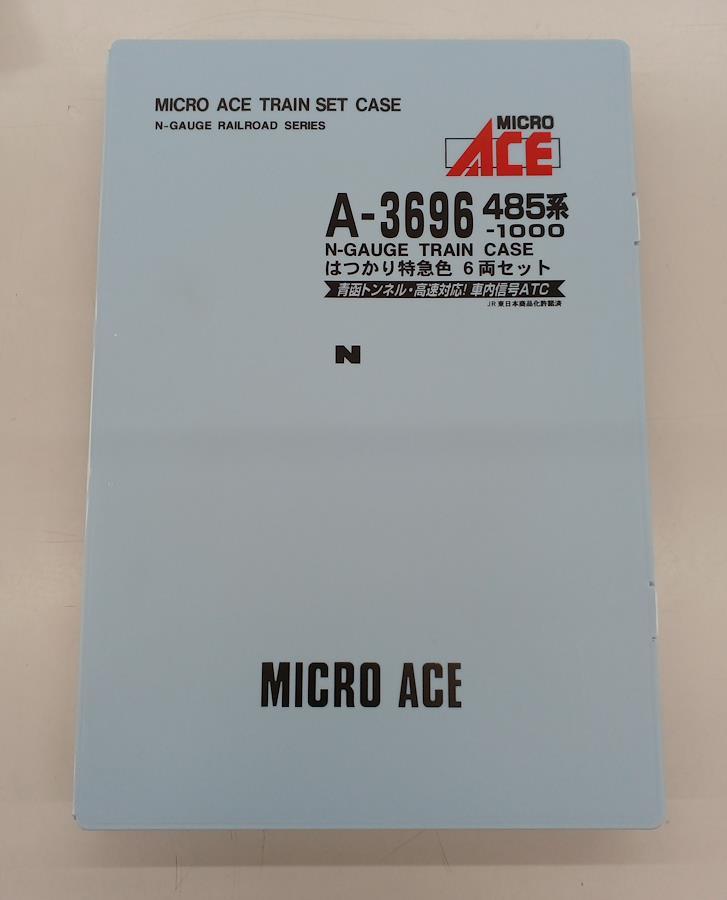 MICRO ACE TRAIN SET CASE
N-GAUGE RAILROAD SERIES
MICRO
ACE
A-3696 485系
-1000
N-GAUGE TRAIN CASE
はつかり特急色 6両セット
青函トンネル・高速対応!車内信号ATC
JR東日本商品化許諾済
N
MICRO ACE